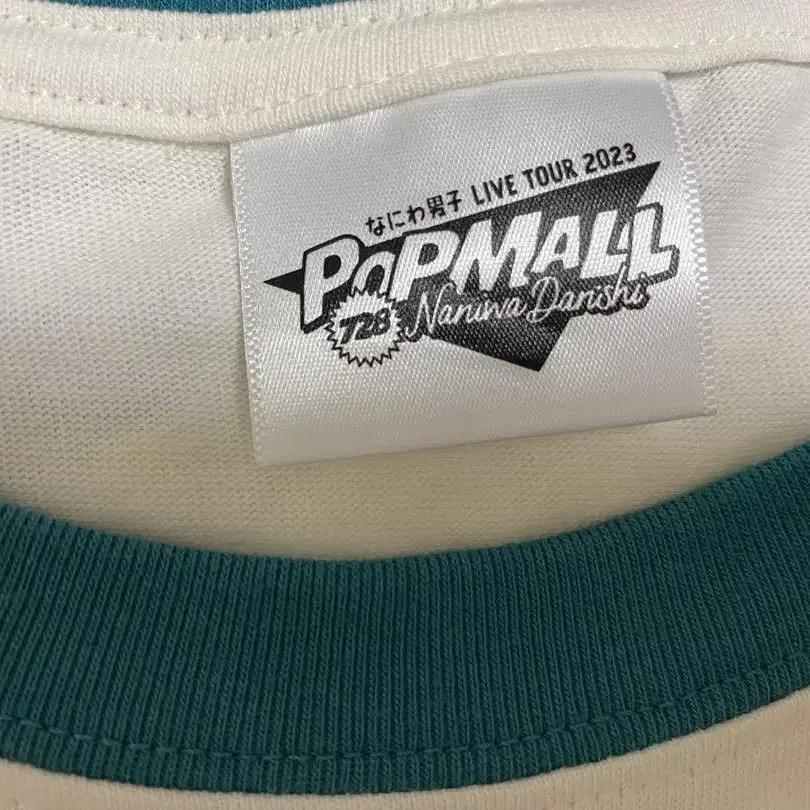 なにわ男子 LIVE TOUR 2023
POPMALL
728 Naniwa Danshi